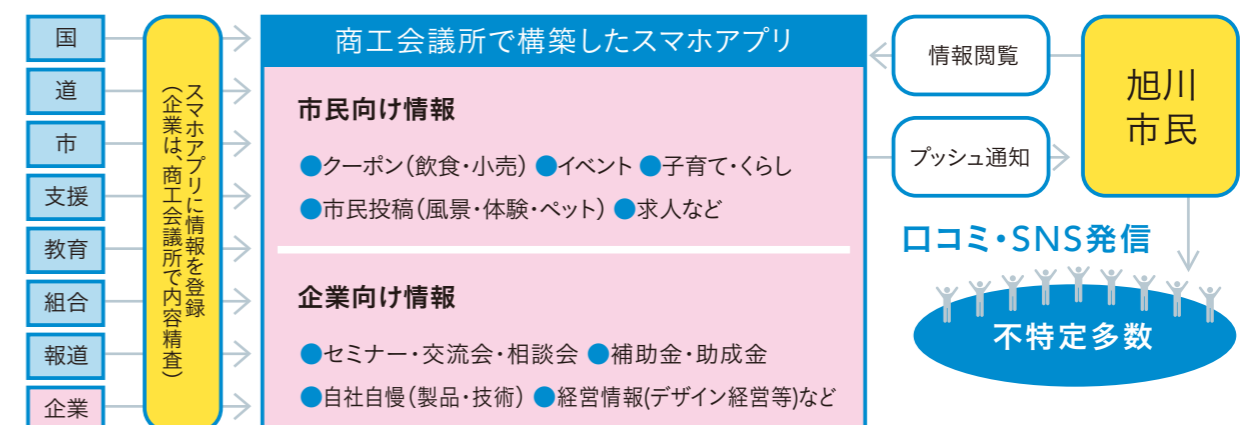 国
道
市
支援
教育
組合
報道
企業
スマホアプリに情報を登録
(企業は、商工会議所で内容精査)
商工会議所で構築したスマホアプリ
市民向け情報
●クーポン(飲食・小売) ●イベント ●子育て・くらし
●市民投稿(風景・体験・ペット) ●求人など
企業向け情報
●セミナー・交流会・相談会 ●補助金・助成金
●自社自慢(製品・技術) ●経営情報(デザイン経営等)など
情報閲覧
プッシュ通知
旭川
市民
口コミ・SNS発信
不特定多数